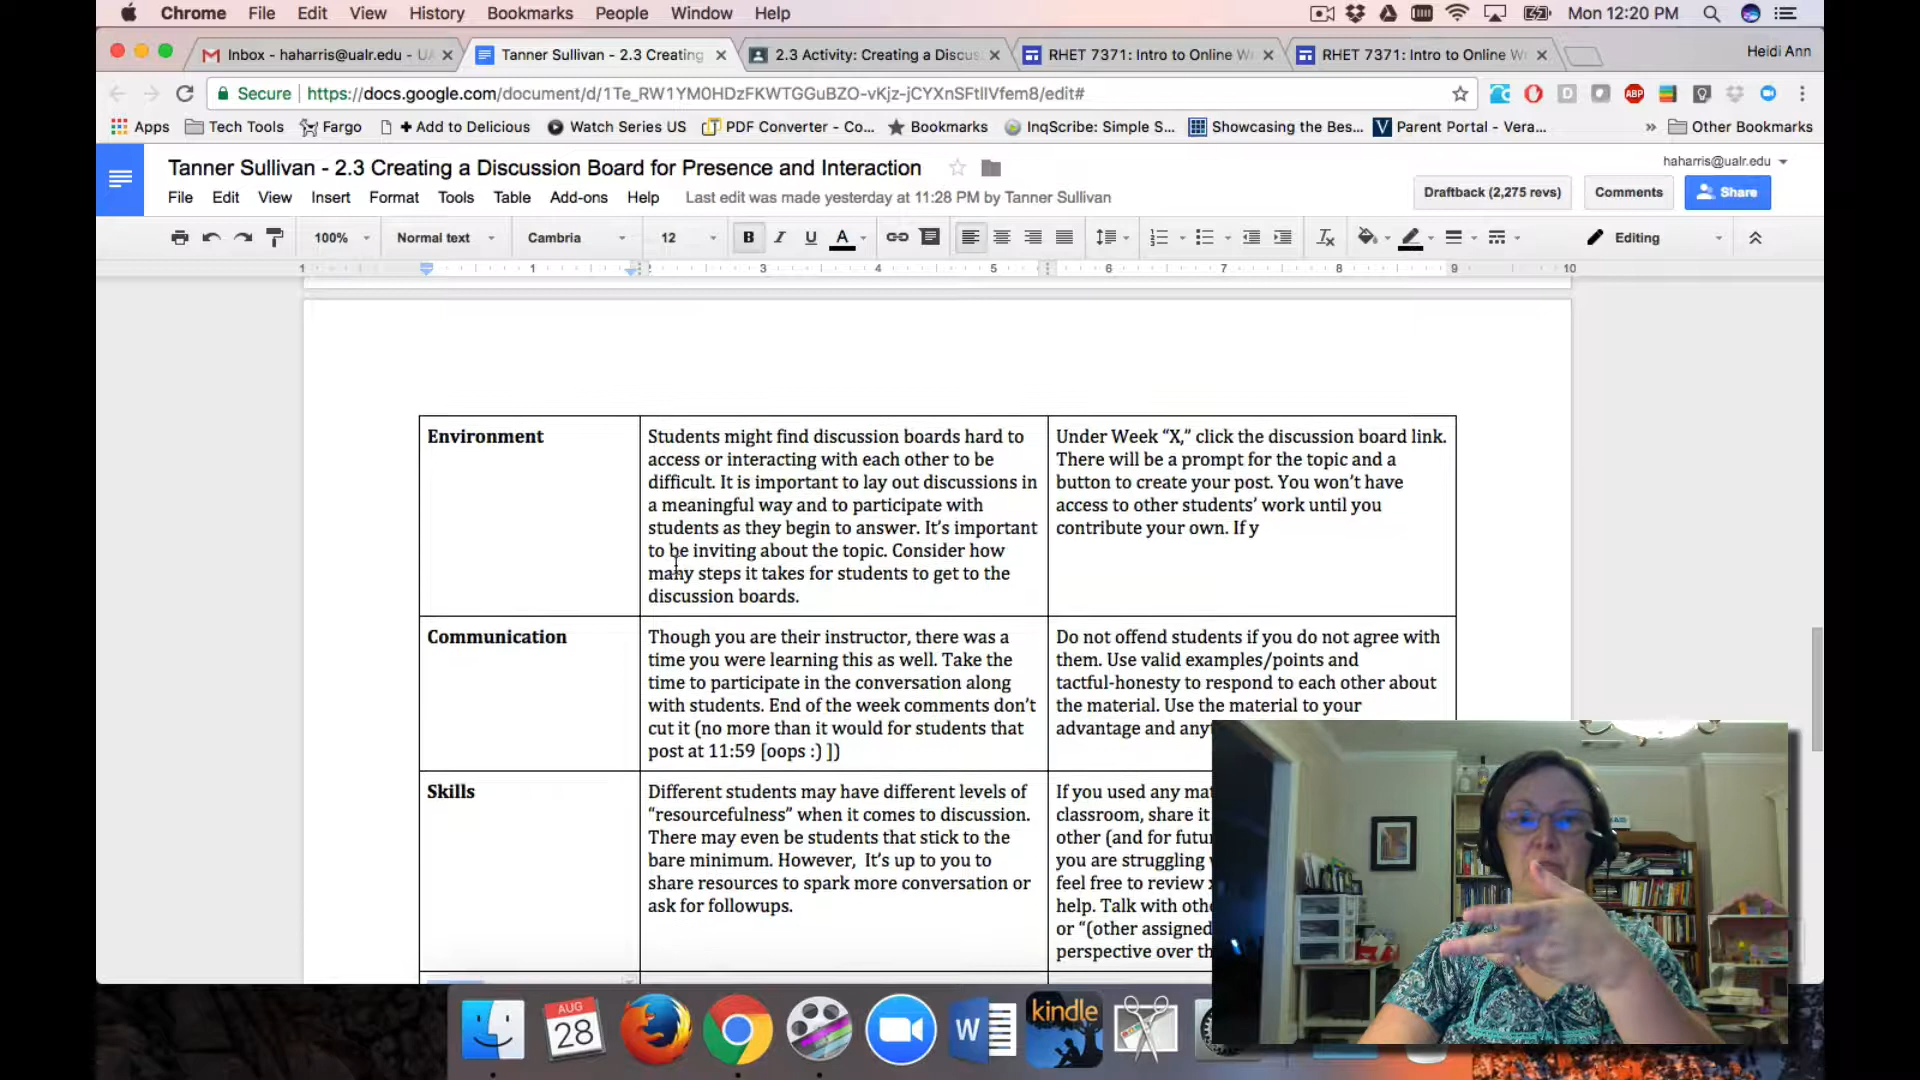 Chrome File Edit View History Bookmarks People Window Help Mon 12:20 PM
Inbox - haharris@ualr.edu - UA Tanner Sullivan - 2.3 Creating 2.3 Activity: Creating a Discus RHET 7371: Intro to Online W RHET 7371: Intro to Online W Heidi Ann
Secure https://docs.google.com/document/d/1Te_RW1YM0HDzFKWTGGuBZO-vKjz-jCYXnSFtlIVfem8/edit#
Apps Tech Tools Fargo + Add to Delicious Watch Series US PDF Converter - Co... Bookmarks InqScribe: Simple S... Showcasing the Bes... Parent Portal - Vera... » Other Bookmarks
Tanner Sullivan - 2.3 Creating a Discussion Board for Presence and Interaction
haharris@ualr.edu
File Edit View Insert Format Tools Table Add-ons Help Last edit was made yesterday at 11:28 PM by Tanner Sullivan
Draftback (2,275 revs) Comments Share
100% Normal text Cambria 12 B I U A Editing
1 1 2 3 4 5 6 7 8 9 10
Environment
Students might find discussion boards hard to
access or interacting with each other to be
difficult. It is important to lay out discussions in
a meaningful way and to participate with
students as they begin to answer. It’s important
to be inviting about the topic. Consider how
many steps it takes for students to get to the
discussion boards.
Under Week “X,” click the discussion board link.
There will be a prompt for the topic and a
button to create your post. You won’t have
access to other students’ work until you
contribute your own. If y
Communication
Though you are their instructor, there was a
time you were learning this as well. Take the
time to participate in the conversation along
with students. End of the week comments don’t
cut it (no more than it would for students that
post at 11:59 [oops :) ])
Do not offend students if you do not agree with
them. Use valid examples/points and
tactful-honesty to respond to each other about
the material. Use the material to your
advantage and any
Skills
Different students may have different levels of
“resourcefulness” when it comes to discussion.
There may even be students that stick to the
bare minimum. However,  It’s up to you to
share resources to spark more conversation or
ask for followups.
If you used any mat
classroom, share it
other (and for futur
you are struggling
feel free to review
help. Talk with othe
or “(other assigned
perspective over th
AUG
28
W
kindle
ABP